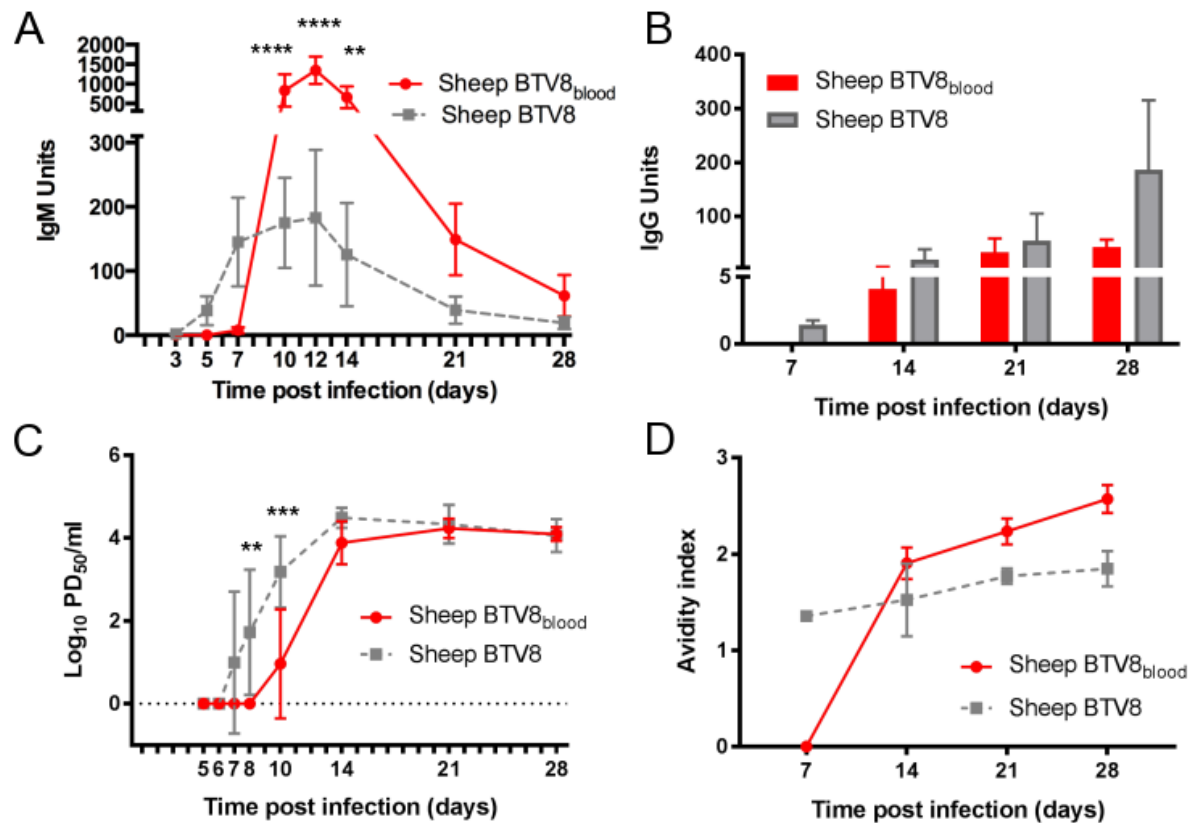 A
****
****
**
2000
1500
1000
500
300
200
100
0
IgM Units
Sheep BTV8blood
Sheep BTV8
3 5 7 10 12 14 21 28
Time post infection (days)
B
400
300
200
100
5
0
IgG Units
Sheep BTV8blood
Sheep BTV8
7 14 21 28
Time post infection (days)
C
6
4
2
0
Log10 PD50/ml
**
***
Sheep BTV8blood
Sheep BTV8
5 6 7 8 10 14 21 28
Time post infection (days)
D
3
2
1
0
Avidity index
Sheep BTV8blood
Sheep BTV8
7 14 21 28
Time post infection (days)